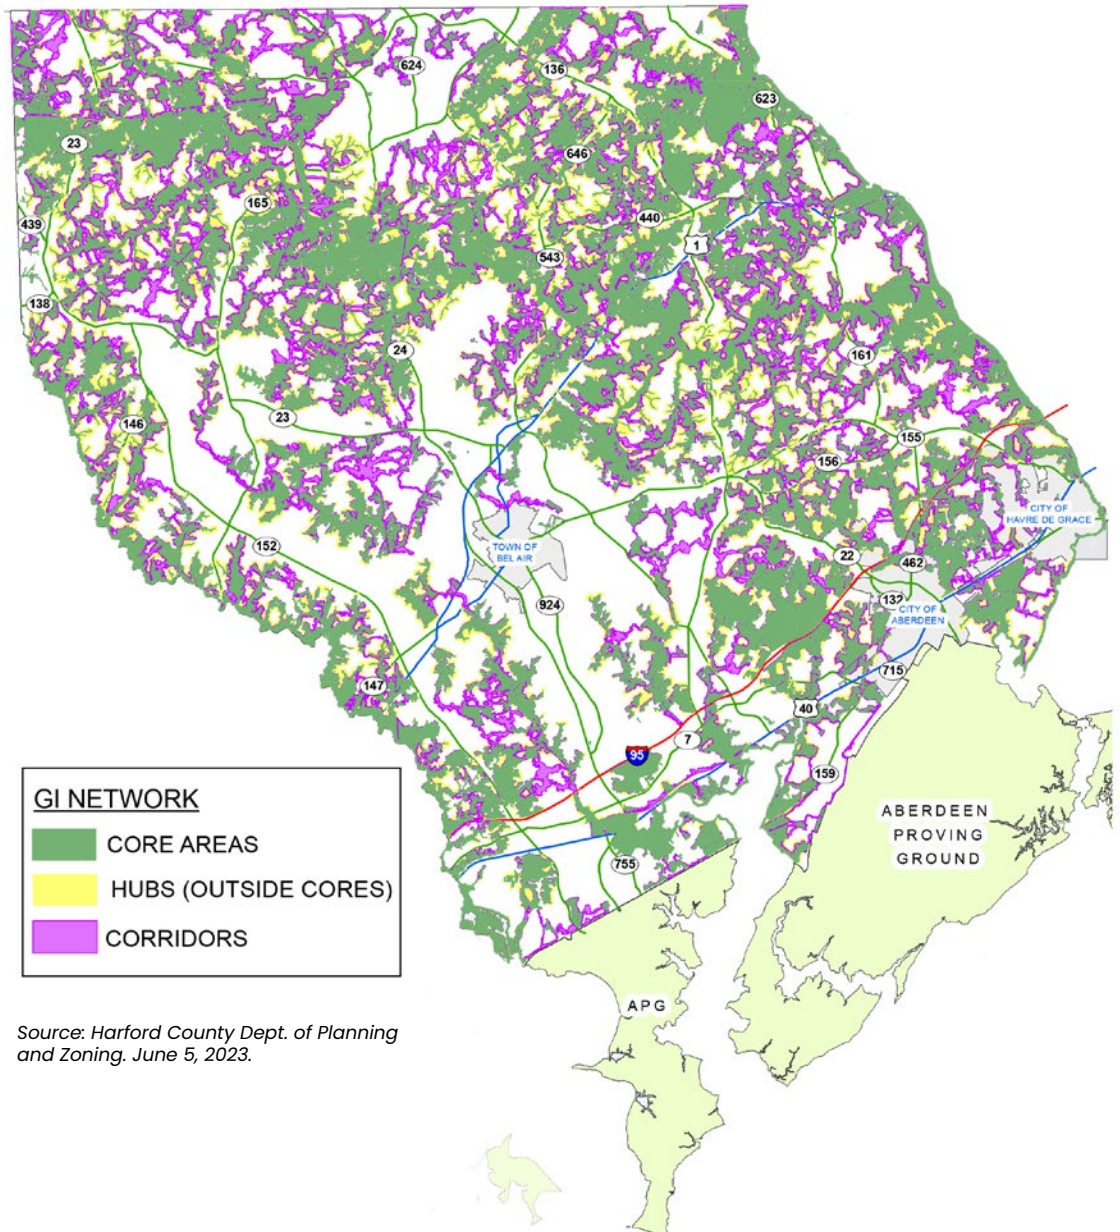 624
136
623
23
646
165
439
440
1
543
138
24
161
23
146
155
156
CITY OF
HAVRE DE GRACE
152
TOWN OF
BEL AIR
22
462
924
132
CITY OF
ABERDEEN
147
715
40
7
95
159
755
ABERDEEN
PROVING
GROUND
APG
GI NETWORK
CORE AREAS
HUBS (OUTSIDE CORES)
CORRIDORS
Source: Harford County Dept. of Planning
and Zoning. June 5, 2023.